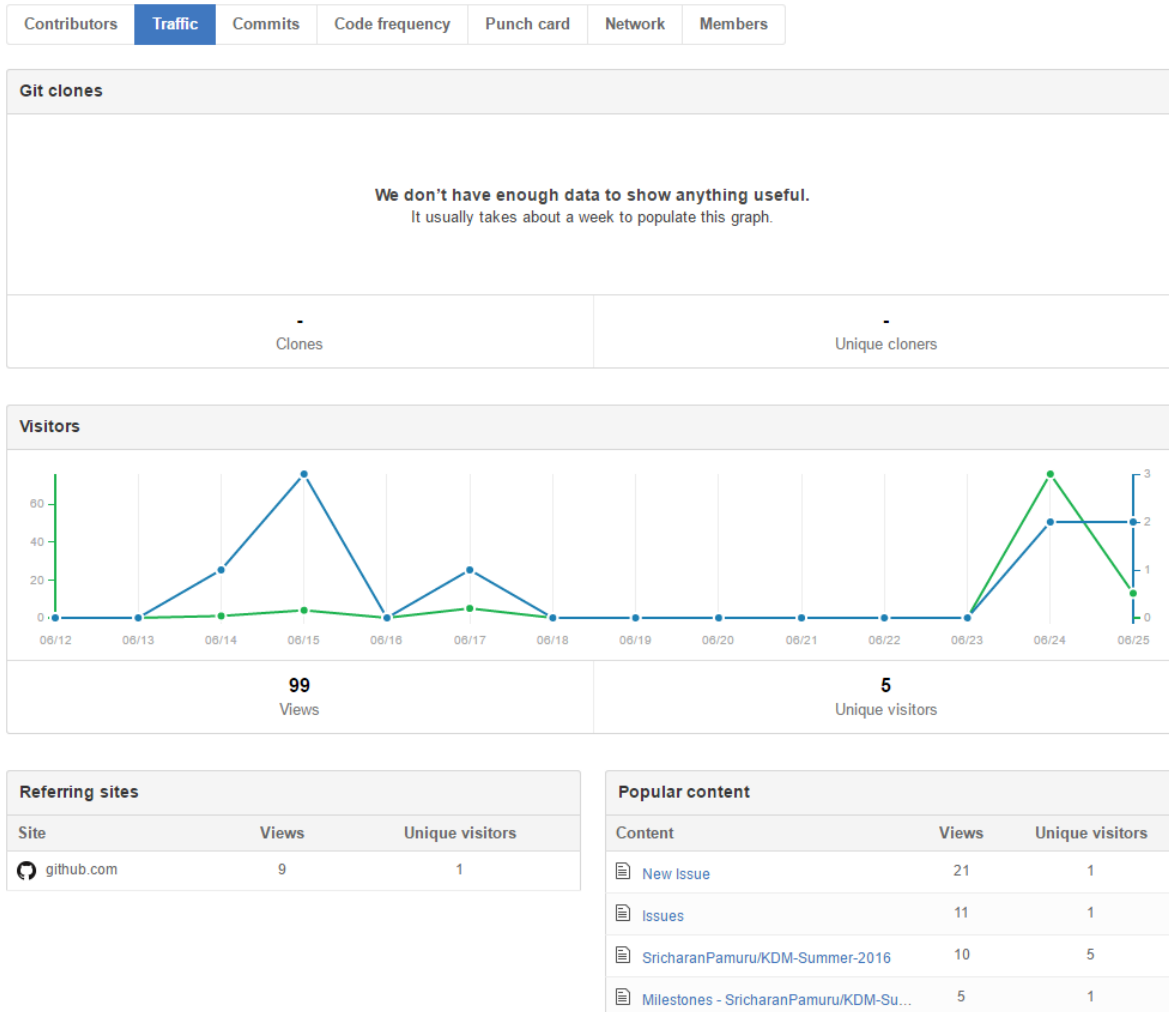 Contributors Traffic Commits Code frequency Punch card Network Members
Git clones
We don’t have enough data to show anything useful.
It usually takes about a week to populate this graph.
- -
Clones Unique cloners
Visitors
60
40
20
0
3
2
1
0
06/12 06/13 06/14 06/15 06/16 06/17 06/18 06/19 06/20 06/21 06/22 06/23 06/24 06/25
99 5
Views Unique visitors
Referring sites
Site Views Unique visitors
github.com 9 1
Popular content
Content Views Unique visitors
New Issue 21 1
Issues 11 1
SricharanPamuru/KDM-Summer-2016 10 5
Milestones - SricharanPamuru/KDM-Su... 5 1